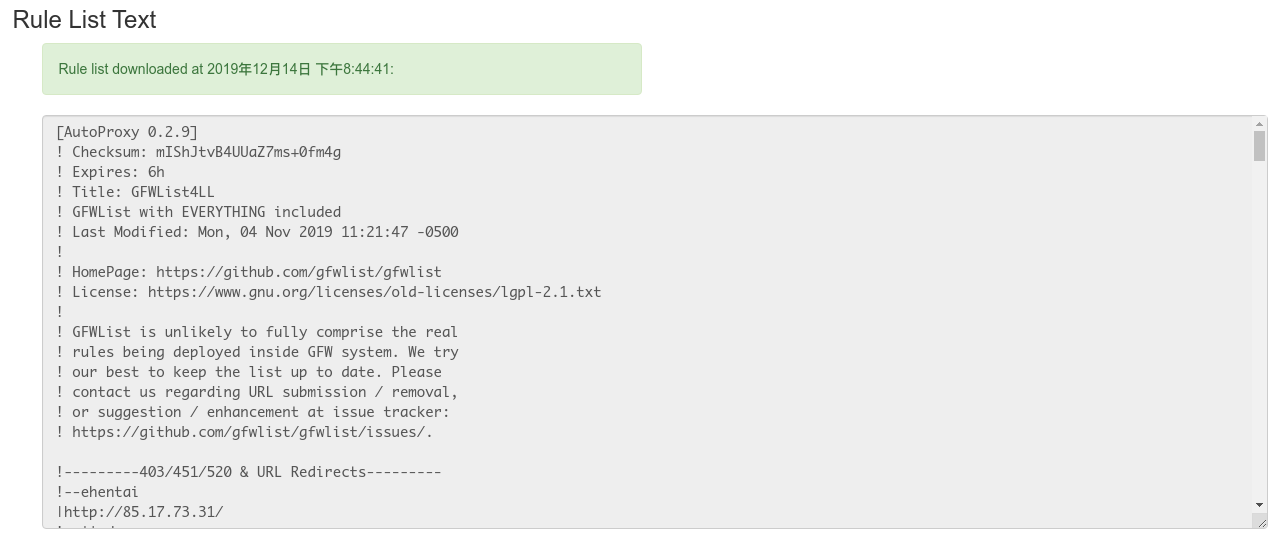 Rule List Text
Rule list downloaded at 2019年12月14日 下午8:44:41:
[AutoProxy 0.2.9]
! Checksum: mIShJtvB4UUaZ7ms+0fm4g
! Expires: 6h
! Title: GFWList4LL
! GFWList with EVERYTHING included
! Last Modified: Mon, 04 Nov 2019 11:21:47 -0500
!
! HomePage: https://github.com/gfwlist/gfwlist
! License: https://www.gnu.org/licenses/old-licenses/lgpl-2.1.txt
!
! GFWList is unlikely to fully comprise the real
! rules being deployed inside GFW system. We try
! our best to keep the list up to date. Please
! contact us regarding URL submission / removal,
! or suggestion / enhancement at issue tracker:
! https://github.com/gfwlist/gfwlist/issues/.
!---------403/451/520 & URL Redirects---------
!--ehentai
|http://85.17.73.31/